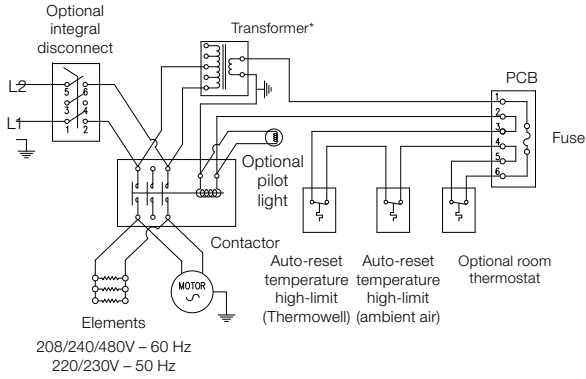 Optional
integral
disconnect
Transformer*
PCB
L2
5 6
3 4
L1
1 2
1
2
3
4
5
6
Fuse
Optional
pilot
light
Contactor
MOTOR
Elements
208/240/480V – 60 Hz
220/230V – 50 Hz
Auto-reset
temperature
high-limit
(Thermowell)
Auto-reset
temperature
high-limit
(ambient air)
Optional room
thermostat